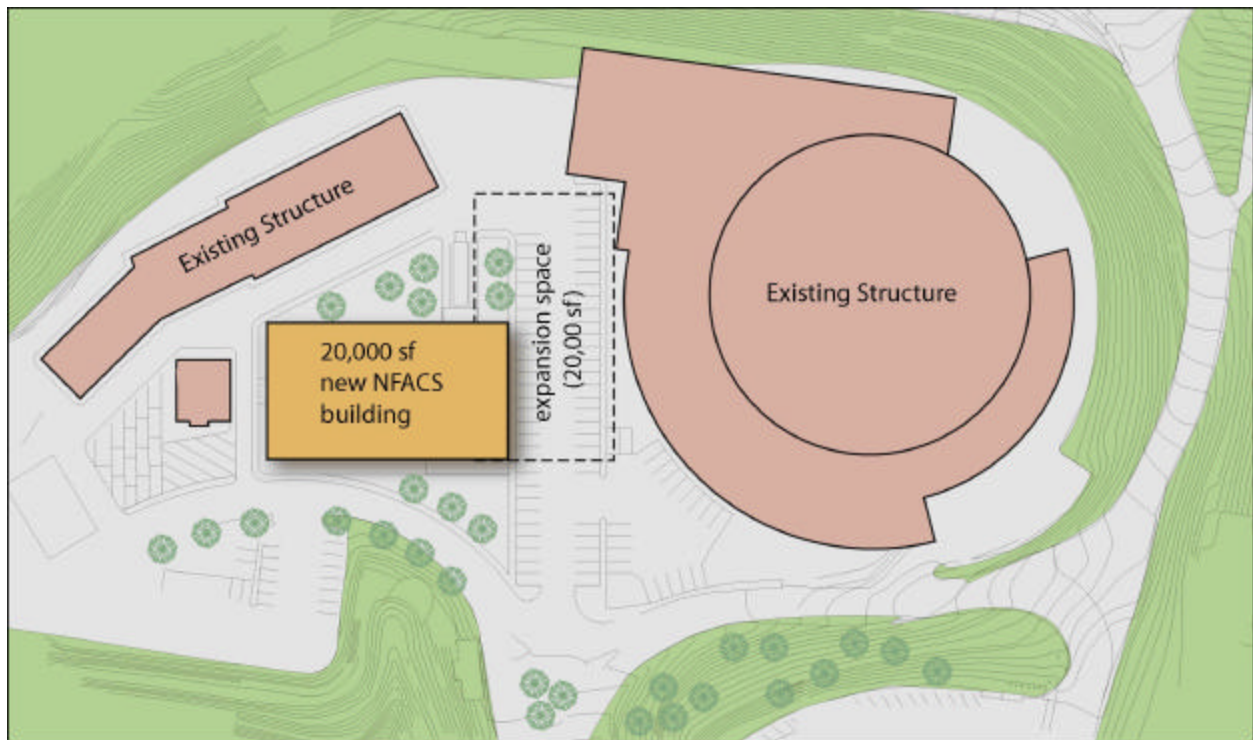 Existing Structure
20,000 sf
new NFACS
building
expansion space
(20,00 sf)
Existing Structure